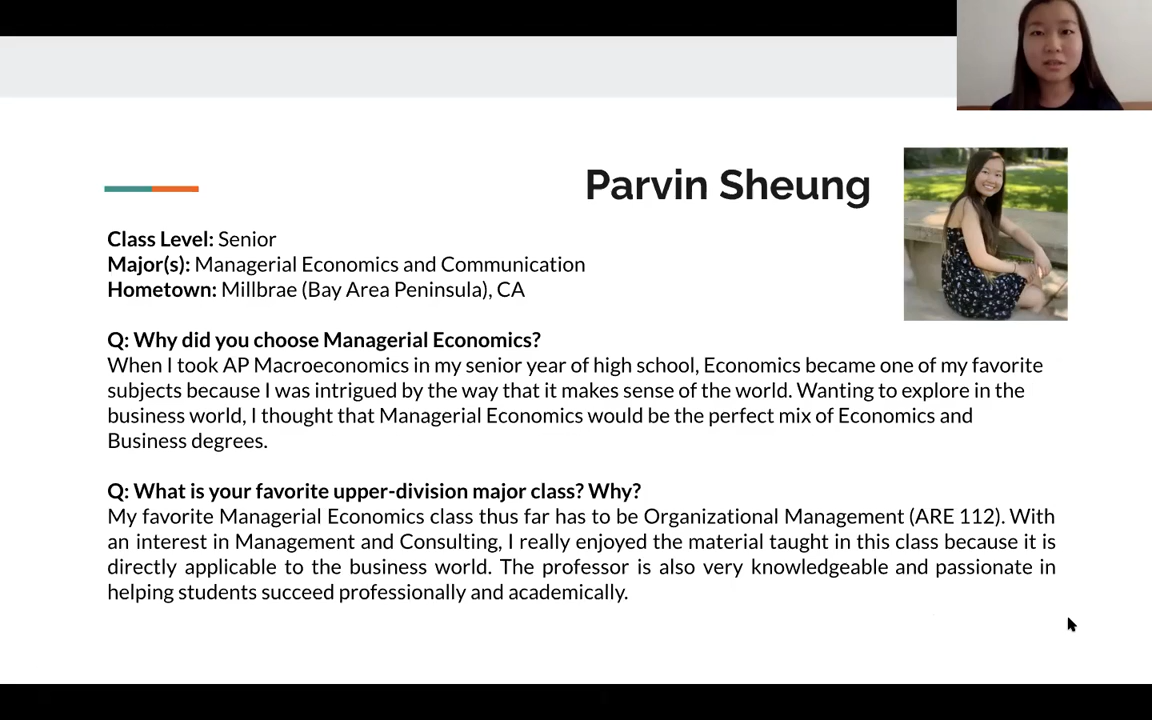 Parvin Sheung
Class Level: Senior
Major(s): Managerial Economics and Communication
Hometown: Millbrae (Bay Area Peninsula), CA
Q: Why did you choose Managerial Economics?
When I took AP Macroeconomics in my senior year of high school, Economics became one of my favorite
subjects because I was intrigued by the way that it makes sense of the world. Wanting to explore in the
business world, I thought that Managerial Economics would be the perfect mix of Economics and
Business degrees.
Q: What is your favorite upper-division major class? Why?
My favorite Managerial Economics class thus far has to be Organizational Management (ARE 112). With
an interest in Management and Consulting, I really enjoyed the material taught in this class because it is
directly applicable to the business world. The professor is also very knowledgeable and passionate in
helping students succeed professionally and academically.